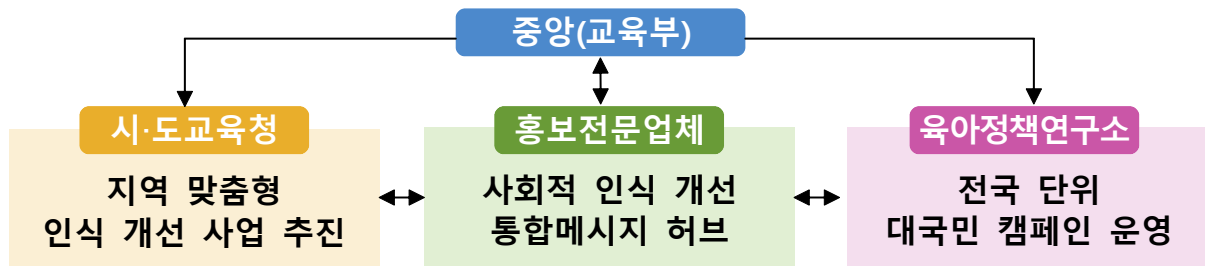 중앙(교육부)
시·도교육청
지역 맞춤형
인식 개선 사업 추진
홍보전문업체
사회적 인식 개선
통합메시지 허브
육아정책연구소
전국 단위
대국민 캠페인 운영